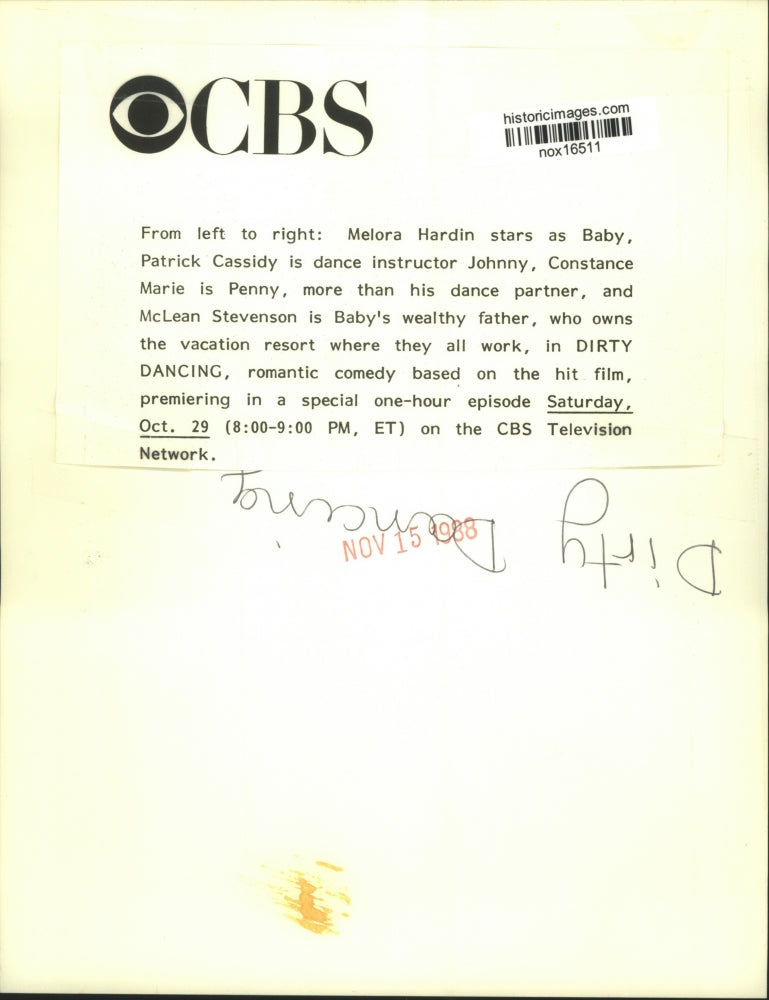 CBS
historicimages.com
nox16511
From left to right: Melora Hardin stars as Baby,
Patrick Cassidy is dance instructor Johnny, Constance
Marie is Penny, more than his dance partner, and
McLean Stevenson is Baby's wealthy father, who owns
the vacation resort where they all work, in DIRTY
DANCING, romantic comedy based on the hit film,
premiering in a special one-hour episode Saturday,
Oct. 29 (8:00-9:00 PM, ET) on the CBS Television
Network.
Dirty Dancing
NOV 15 1988